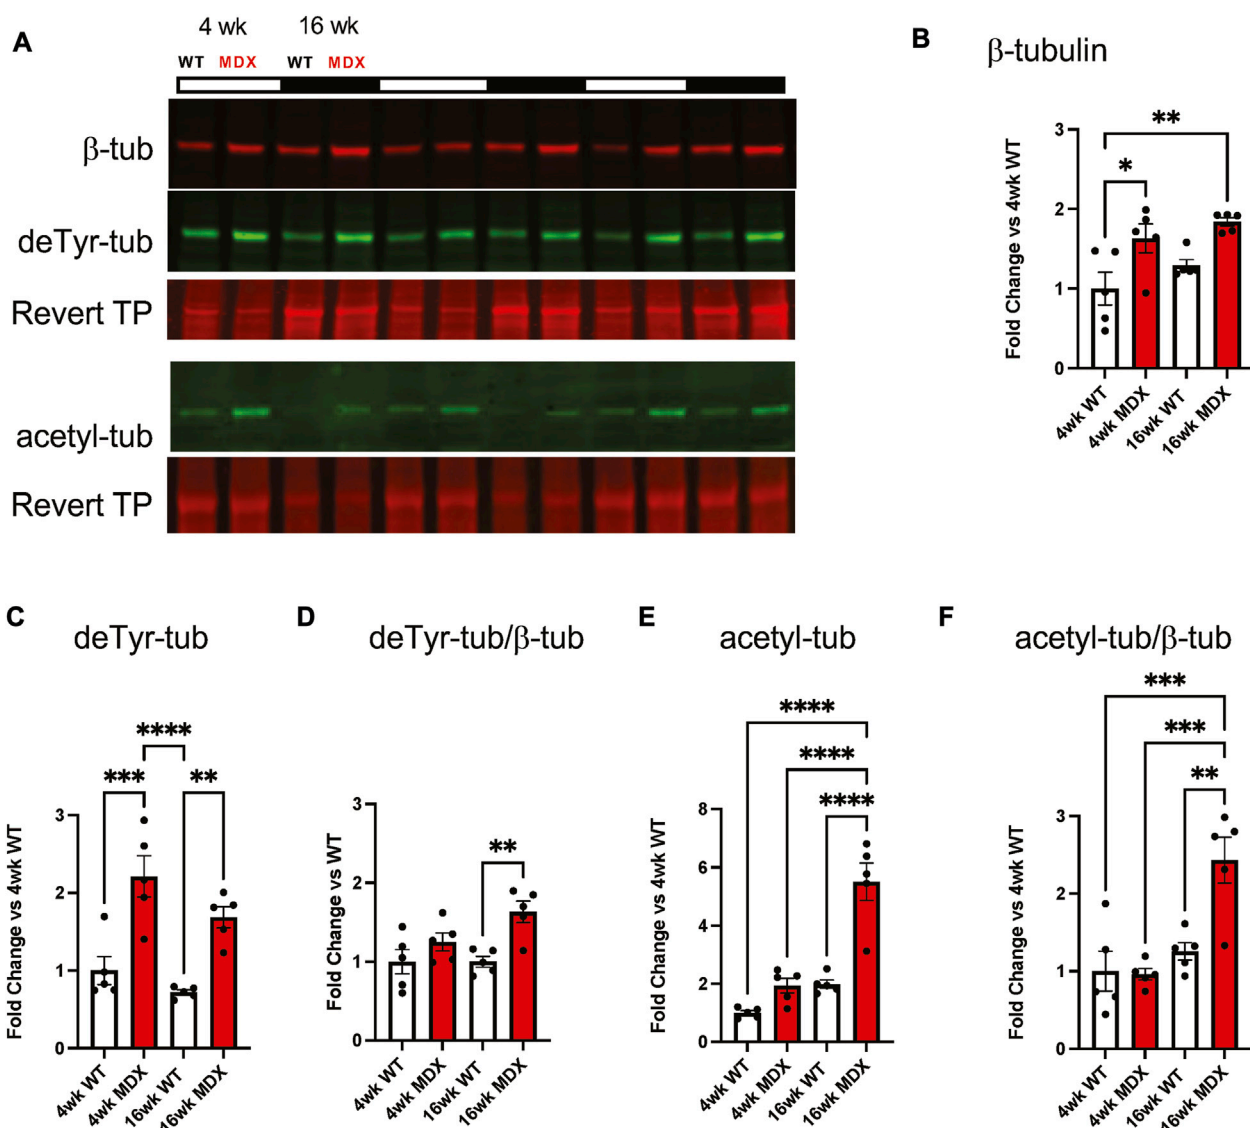 A
4 wk 16 wk
WT MDX WT MDX
β-tub
deTyr-tub
Revert TP
acetyl-tub
Revert TP
B
β-tubulin
** 
*
Fold Change vs 4wk WT
3
2
1
0
4wk WT
4wk MDX
16wk WT
16wk MDX
C
deTyr-tub
****
*** **
Fold Change vs 4wk WT
3
2
1
0
4wk WT
4wk MDX
16wk WT
16wk MDX
D
deTyr-tub/β-tub
**
Fold Change vs WT
3
2
1
0
4wk WT
4wk MDX
16wk WT
16wk MDX
E
acetyl-tub
****
****
****
Fold Change vs 4wk WT
8
6
4
2
0
4wk WT
4wk MDX
16wk WT
16wk MDX
F
acetyl-tub/β-tub
***
***
**
Fold Change vs 4wk WT
3
2
1
0
4wk WT
4wk MDX
16wk WT
16wk MDX